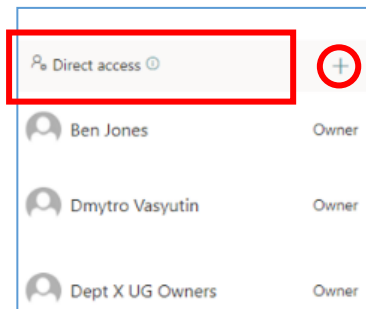 Direct access
Ben Jones Owner
Dmytro Vasyutin Owner
Dept X UG Owners Owner